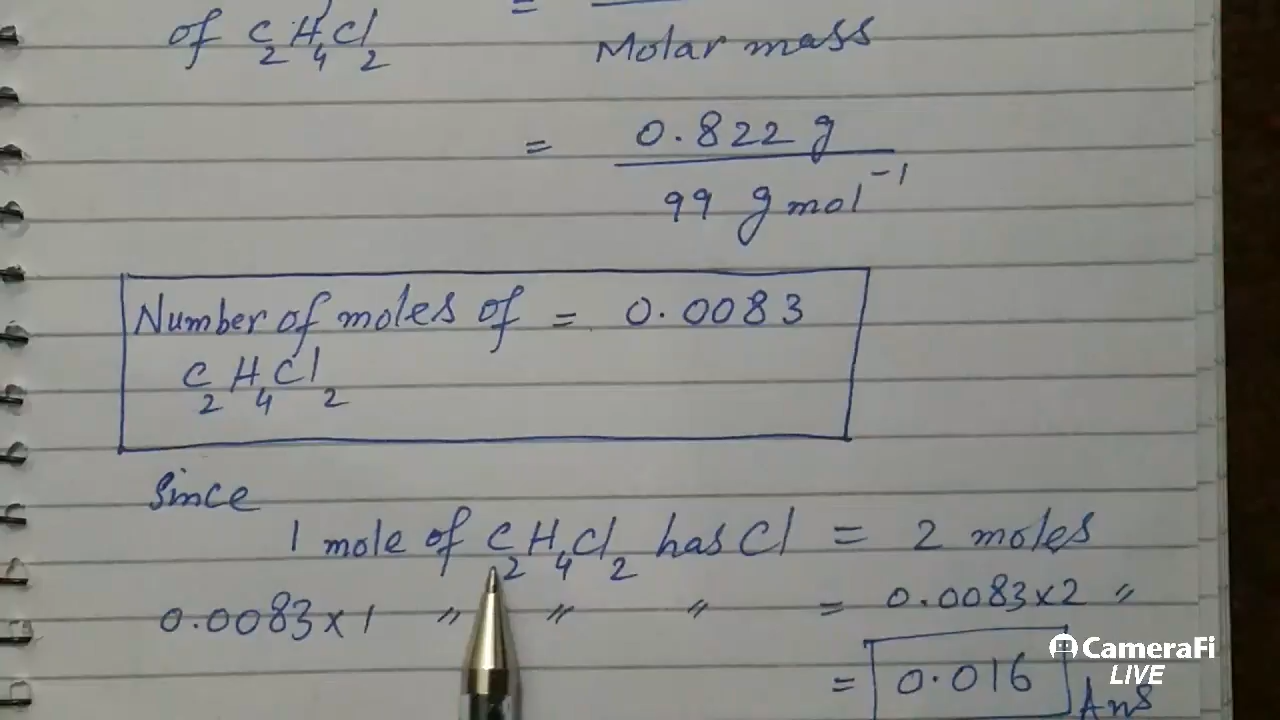 of C2H4Cl2 =
Molar mass
= 0.822 g
99 g mol-1
Number of moles of = 0.0083
C2H4Cl2
Since
1 mole of C2H4Cl2 has Cl = 2 moles
0.0083 x 1 〃 〃 〃 = 0.0083 x 2 〃
= 0.016 Ans
CameraFi
LIVE